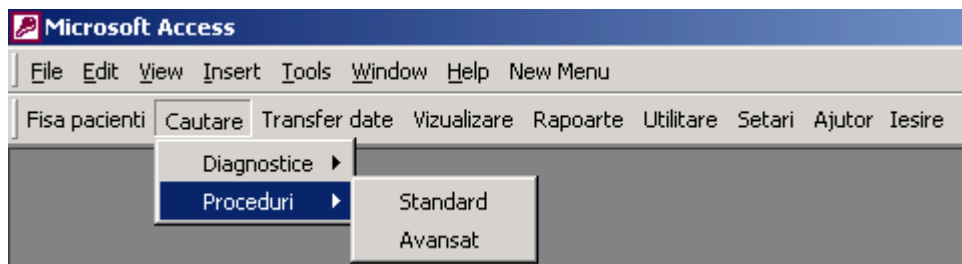 Microsoft Access
File Edit View Insert Tools Window Help New Menu
Fisa pacienti Cautare Transfer date Vizualizare Rapoarte Utilitare Setari Ajutor Iesire
Diagnostice
Proceduri Standard
Avansat